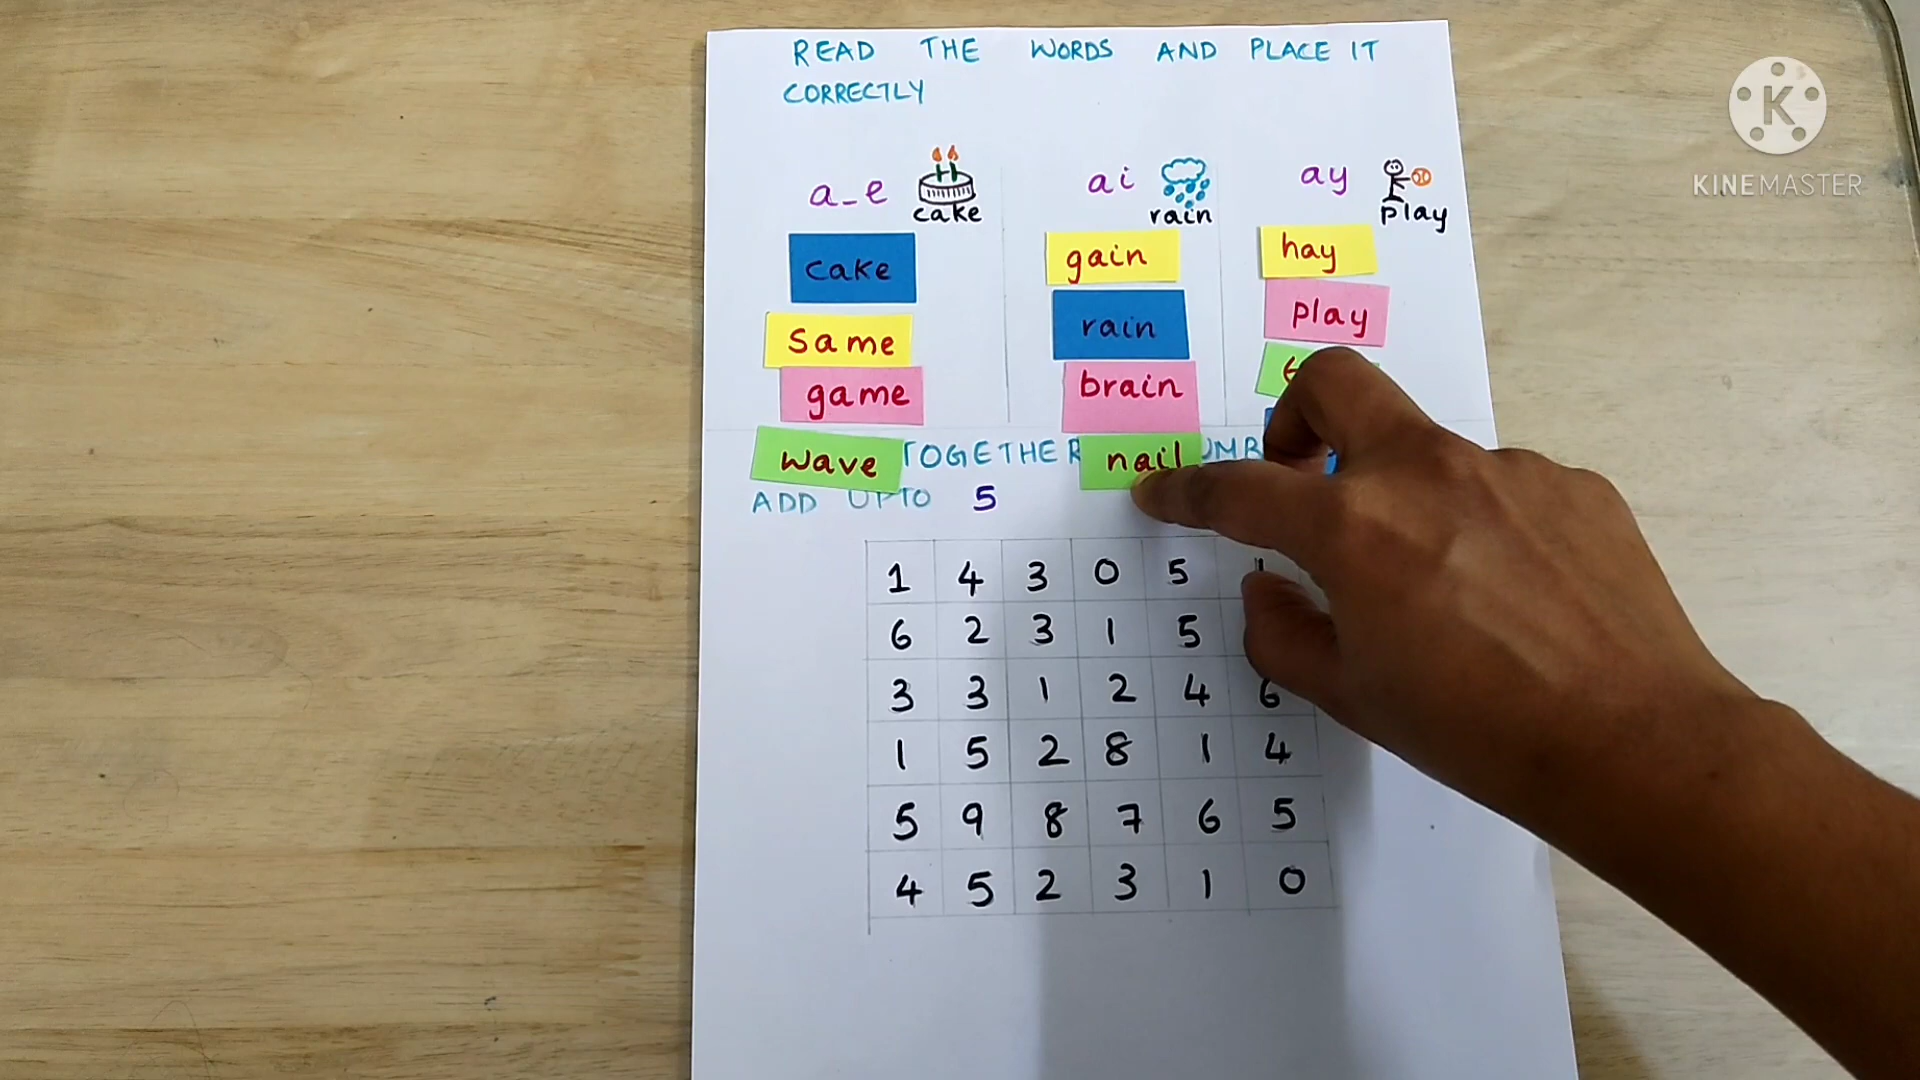 READ THE WORDS AND PLACE IT
CORRECTLY
a_e cake
ai rain
ay play
cake gain hay
same rain play
game brain
wave TOGETHER nail
ADD UPTO 5
1 4 3 0 5
6 2 3 1 5
3 3 1 2 4 6
1 5 2 8 1 4
5 9 8 7 6 5
4 5 2 3 1 0
K
KINEMASTER